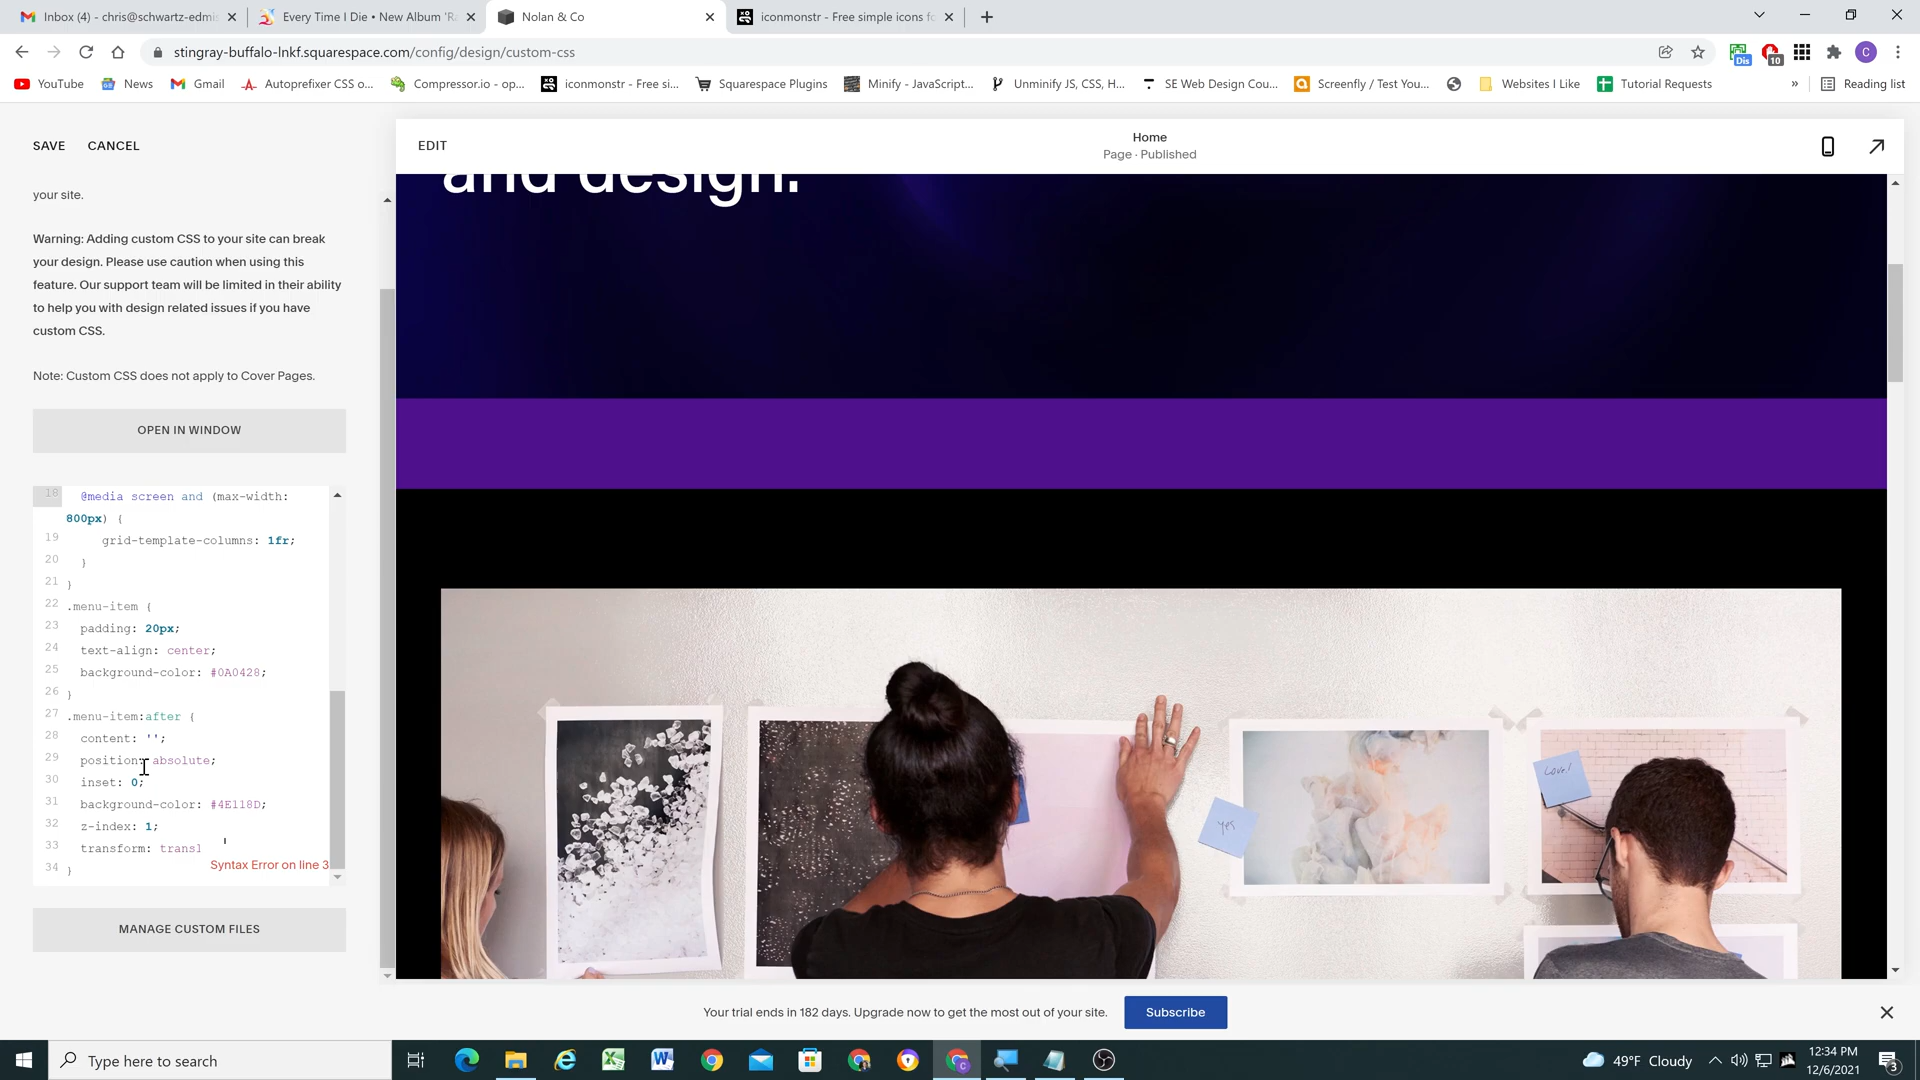 Inbox (4) - chris@schwartz-edmis
Every Time I Die • New Album 'Ra
Nolan & Co
iconmonstr - Free simple icons fo
stingray-buffalo-lnkf.squarespace.com/config/design/custom-css
Dis
10
C
YouTube
News
Gmail
Autoprefixer CSS o...
Compressor.io - op...
iconmonstr - Free si...
Squarespace Plugins
Minify - JavaScript...
Unminify JS, CSS, H...
SE Web Design Cou...
Screenfly / Test You...
Websites I Like
Tutorial Requests
»
Reading list
SAVE
CANCEL
EDIT
Home
Page · Published
your site.
Warning: Adding custom CSS to your site can break
your design. Please use caution when using this
feature. Our support team will be limited in their ability
to help you with design related issues if you have
custom CSS.
Note: Custom CSS does not apply to Cover Pages.
OPEN IN WINDOW
and design.
18 @media screen and (max-width:
800px) {
19 grid-template-columns: 1fr;
20 }
21 }
22 .menu-item {
23 padding: 20px;
24 text-align: center;
25 background-color: #0A0428;
26 }
27 .menu-item:after {
28 content: '';
29 position: absolute;
30 inset: 0;
31 background-color: #4E118D;
32 z-index: 1;
33 transform: transl
Syntax Error on line 3
34 }
MANAGE CUSTOM FILES
yes
Love!
Your trial ends in 182 days. Upgrade now to get the most out of your site.
Subscribe
Type here to search
49°F Cloudy
12:34 PM
12/6/2021
3